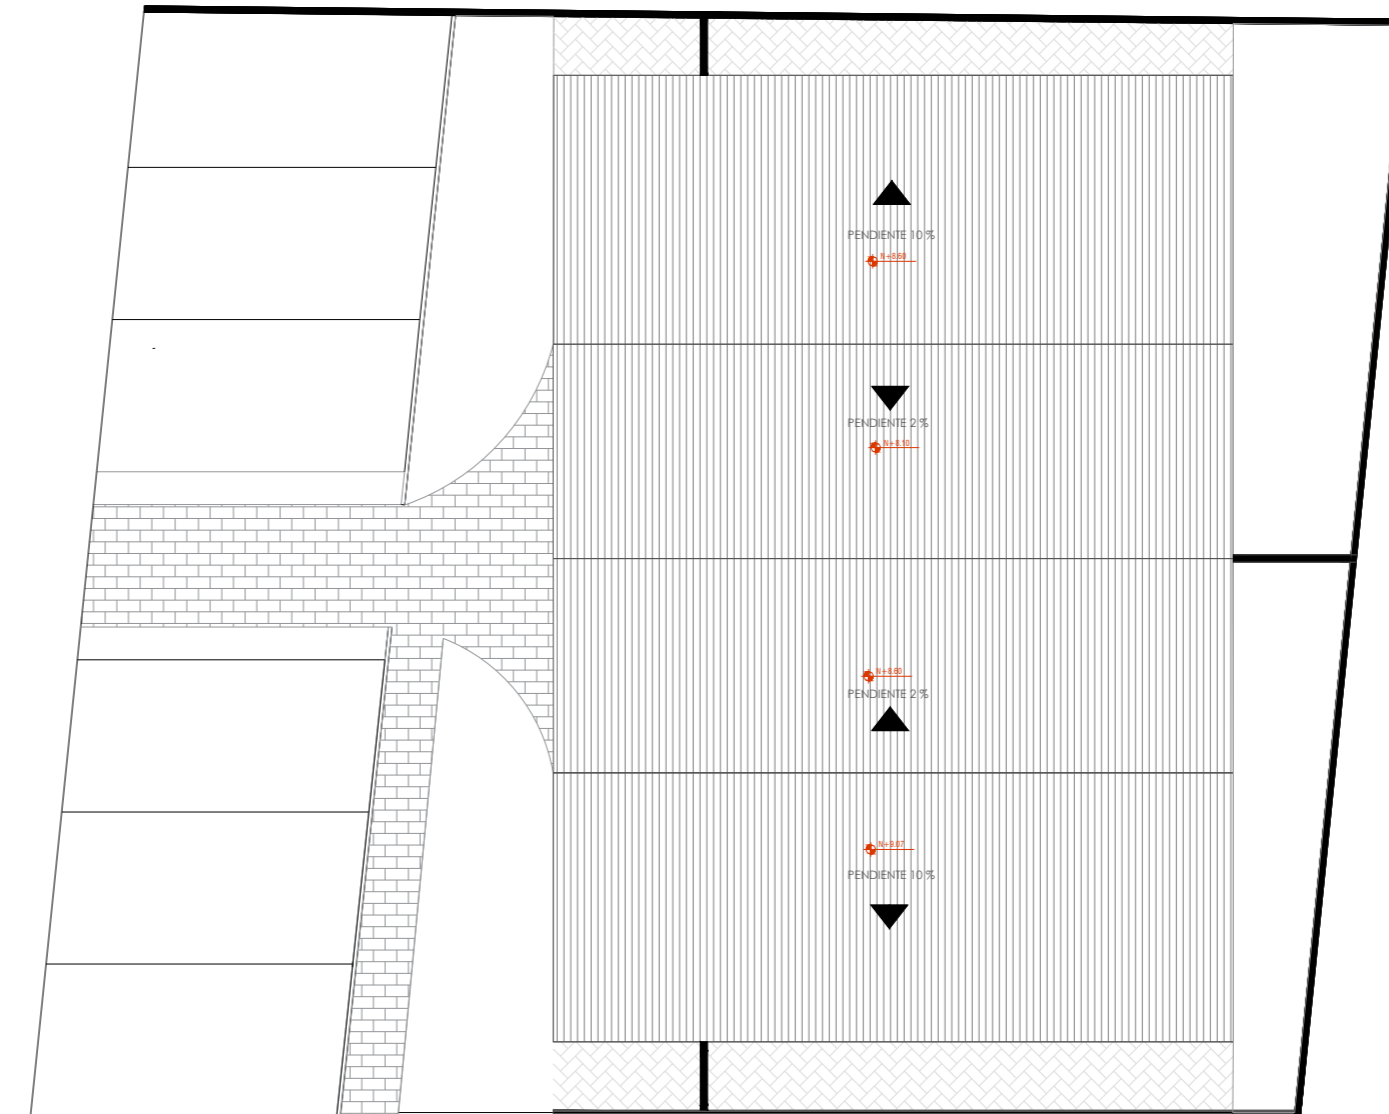 PENDIENTE 10 %
N+8.60
PENDIENTE 2 %
N+8.10
N+8.60
PENDIENTE 2 %
N+9.07
PENDIENTE 10 %